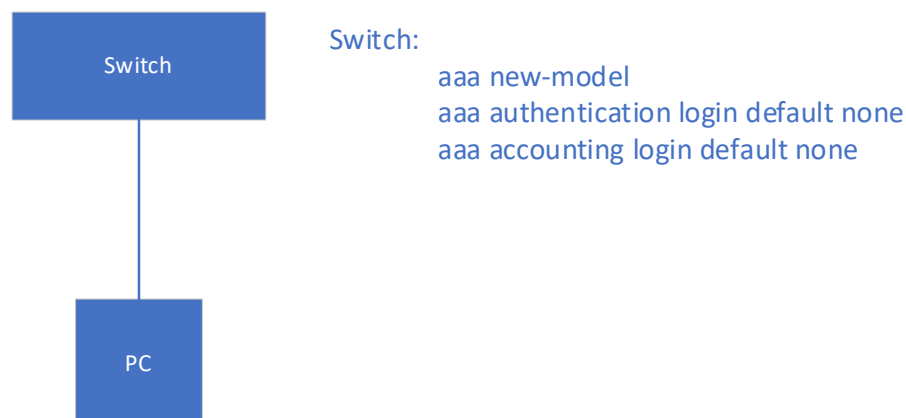 Switch
Switch:
aaa new-model
aaa authentication login default none
aaa accounting login default none
PC